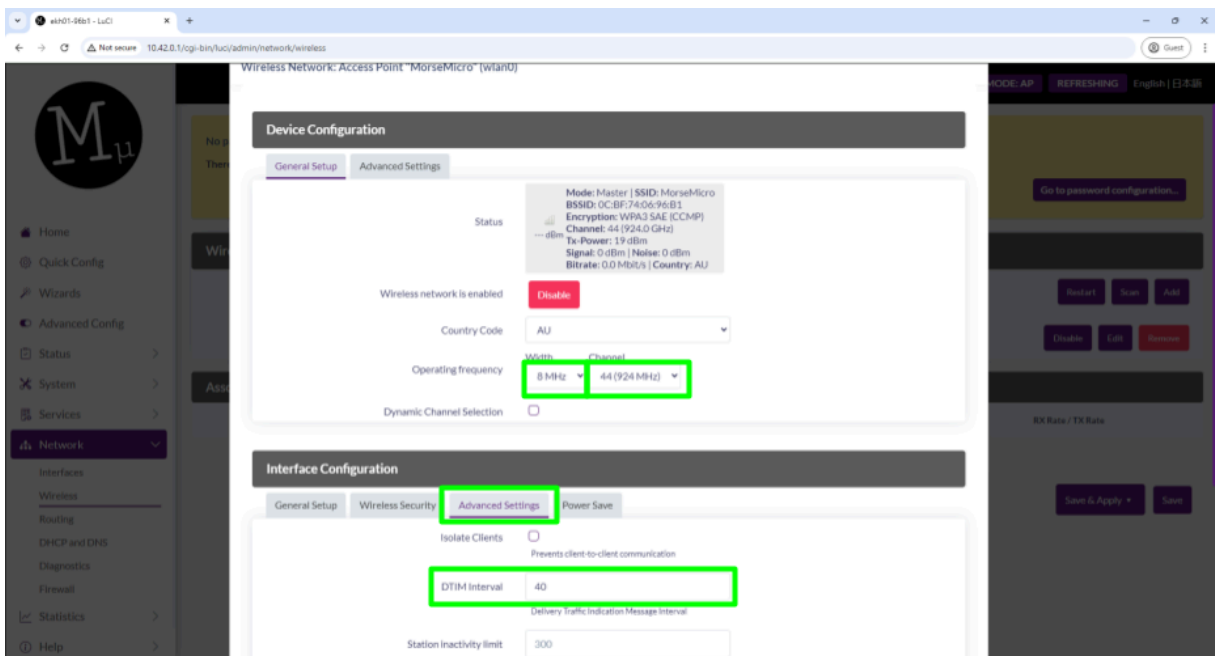 ekh01-96b1 - LuCI
Not secure 10.42.0.1/cgi-bin/luci/admin/network/wireless
Guest
Wireless Network: Access Point "MorseMicro" (wlan0)
MODE: AP REFRESHING English | 日本語
Mμ
No p
Ther
Go to password configuration...
Device Configuration
General Setup Advanced Settings
Status
Mode: Master | SSID: MorseMicro
BSSID: 0C:BF:74:06:96:B1
Encryption: WPA3 SAE (CCMP)
--- dBm Channel: 44 (924.0 GHz)
Tx-Power: 19 dBm
Signal: 0 dBm | Noise: 0 dBm
Bitrate: 0.0 Mbit/s | Country: AU
Wireless network is enabled Disable
Country Code AU
Width Channel
Operating frequency 8 MHz 44 (924 MHz)
Dynamic Channel Selection
Home
Quick Config
Wizards
Advanced Config
Status
System
Services
Network
Interfaces
Wireless
Routing
DHCP and DNS
Diagnostics
Firewall
Statistics
Help
Wir
Restart Scan Add
Disable Edit Remove
Asso
RX Rate / TX Rate
Save & Apply Save
Interface Configuration
General Setup Wireless Security Advanced Settings Power Save
Isolate Clients
Prevents client-to-client communication
DTIM Interval 40
Delivery Traffic Indication Message Interval
Station inactivity limit 300